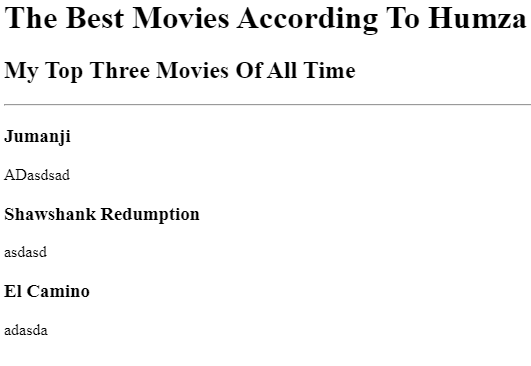 The Best Movies According To Humza
My Top Three Movies Of All Time
Jumanji
ADasdsad
Shawshank Redumption
asdasd
El Camino
adasda